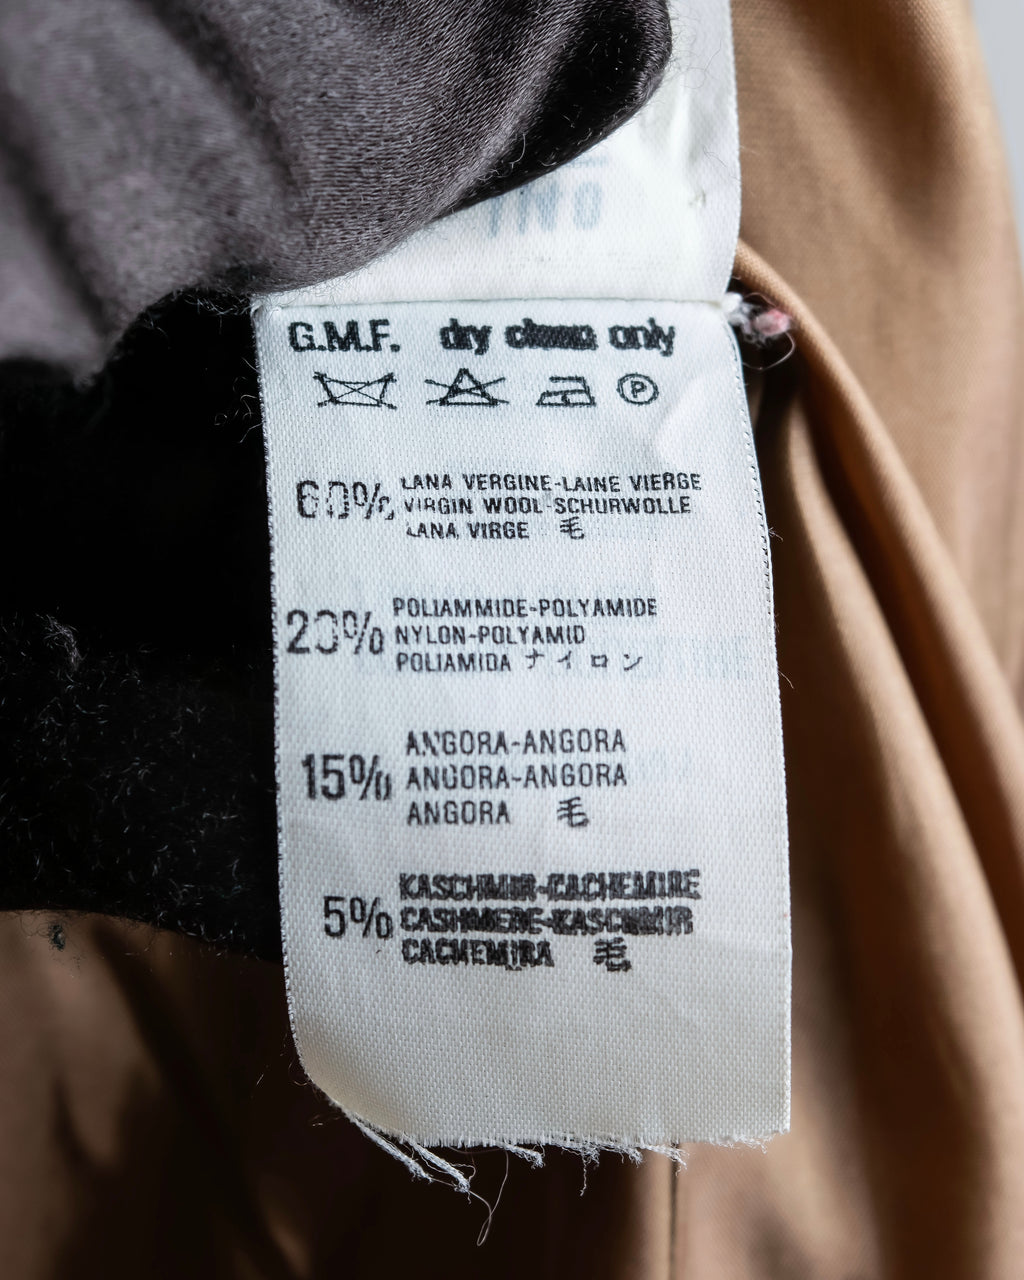 G.M.F. dry clean only
P
60% LANA VERGINE-LAINE VIERGE
VIRGIN WOOL-SCHURWOLLE
LANA VIRGE 毛
20% POLIAMMIDE-POLYAMIDE
NYLON-POLYAMID
POLIAMIDA ナイロン
15% ANGORA-ANGORA
ANGORA-ANGORA
ANGORA 毛
5% KASCHMIR-CACHEMIRE
CASHMERE-KASCHMIR
CACHEMIRA 毛